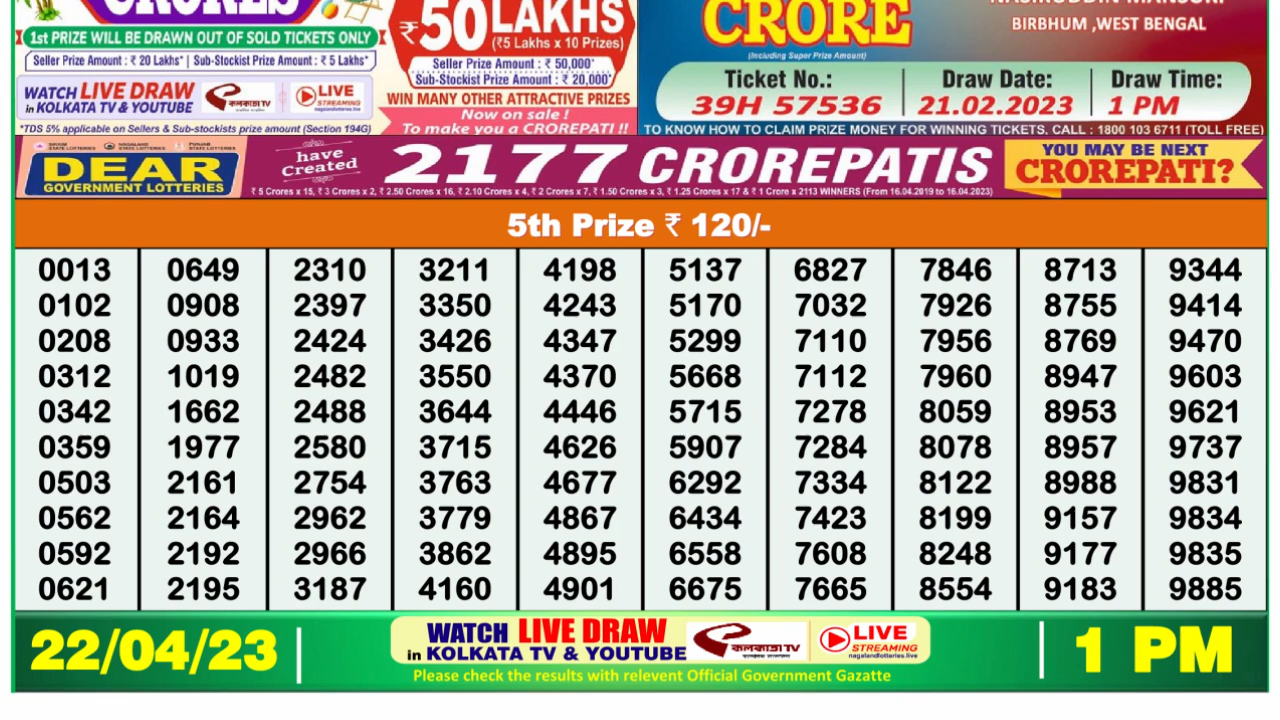 CRORES
1st PRIZE WILL BE DRAWN OUT OF SOLD TICKETS ONLY
Seller Prize Amount : ₹ 20 Lakhs* | Sub-Stockist Prize Amount : ₹ 5 Lakhs*
WATCH LIVE DRAW
in KOLKATA TV & YOUTUBE
কলকাতা TV
LIVE
STREAMING
nagalandlotteries.live
*TDS 5% applicable on Sellers & Sub-stockists prize amount (Section 194G)
₹50 LAKHS
(₹5 Lakhs x 10 Prizes)
Seller Prize Amount : ₹ 50,000*
Sub-Stockist Prize Amount : ₹ 20,000*
WIN MANY OTHER ATTRACTIVE PRIZES
Now on sale !
To make you a CROREPATI !!
CRORE
(Including Super Prize Amount)
NASIRUDDIN MANSURI
BIRBHUM ,WEST BENGAL
Ticket No.: Draw Date: Draw Time:
39H 57536 21.02.2023 1 PM
TO KNOW HOW TO CLAIM PRIZE MONEY FOR WINNING TICKETS, CALL : 1800 103 6711 (TOLL FREE)
DEAR
GOVERNMENT LOTTERIES
have
Created
2177 CROREPATIS
₹ 5 Crores x 15, ₹ 3 Crores x 2, ₹ 2.50 Crores x 16, ₹ 2.10 Crores x 4, ₹ 2 Crores x 7, ₹ 1.50 Crores x 3, ₹ 1.25 Crores x 17 & ₹ 1 Crore x 2113 WINNERS (From 16.04.2019 to 16.04.2023)
YOU MAY BE NEXT
CROREPATI?
5th Prize ₹ 120/-
0013 0649 2310 3211 4198 5137 6827 7846 8713 9344
0102 0908 2397 3350 4243 5170 7032 7926 8755 9414
0208 0933 2424 3426 4347 5299 7110 7956 8769 9470
0312 1019 2482 3550 4370 5668 7112 7960 8947 9603
0342 1662 2488 3644 4446 5715 7278 8059 8953 9621
0359 1977 2580 3715 4626 5907 7284 8078 8957 9737
0503 2161 2754 3763 4677 6292 7334 8122 8988 9831
0562 2164 2962 3779 4867 6434 7423 8199 9157 9834
0592 2192 2966 3862 4895 6558 7608 8248 9177 9835
0621 2195 3187 4160 4901 6675 7665 8554 9183 9885
22/04/23
WATCH LIVE DRAW
in KOLKATA TV & YOUTUBE
কলকাতা TV
LIVE
STREAMING
nagalandlotteries.live
Please check the results with relevent Official Government Gazatte
1 PM